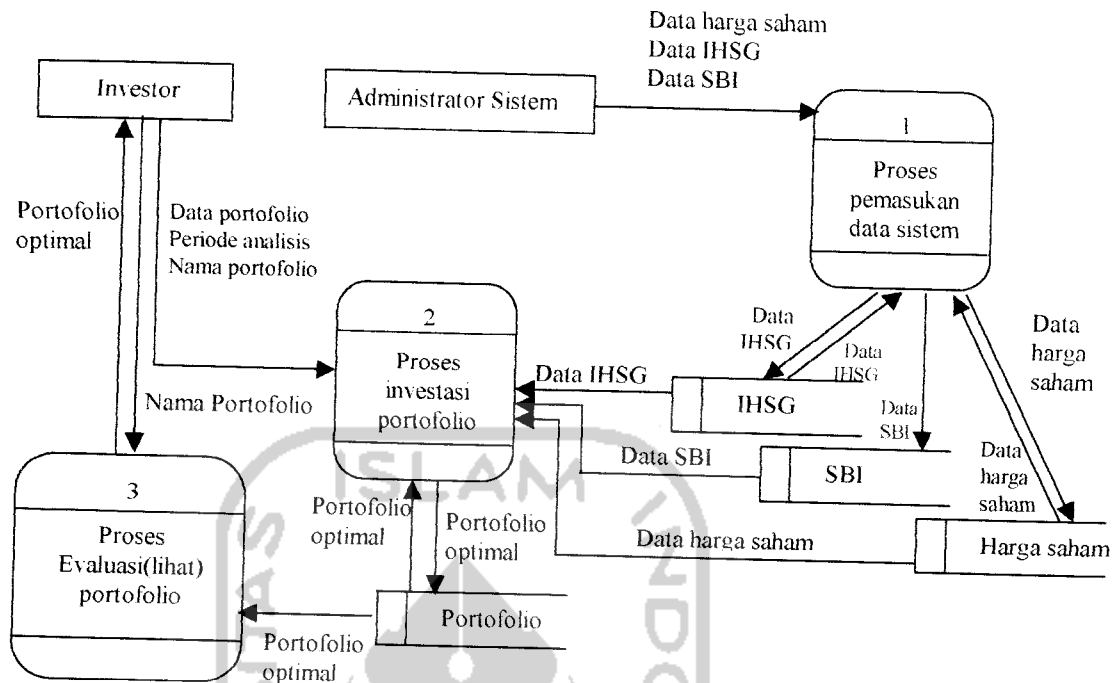 Data harga saham
Data IHSG
Data SBI
Investor
Administrator Sistem
1
Proses
pemasukan
data sistem
Portofolio
optimal
Data portofolio
Periode analisis
Nama portofolio
2
Proses
investasi
portofolio
Data
IHSG
Data
IHSG
Data
harga
saham
Data IHSG
IHSG
Data
SBI
Nama Portofolio
Data SBI
SBI
Data
harga
saham
3
Proses
Evaluasi(lihat)
portofolio
Portofolio
optimal
Portofolio
optimal
Data harga saham
Harga saham
Portofolio
Portofolio
optimal
ISLAM
INDO
TAS